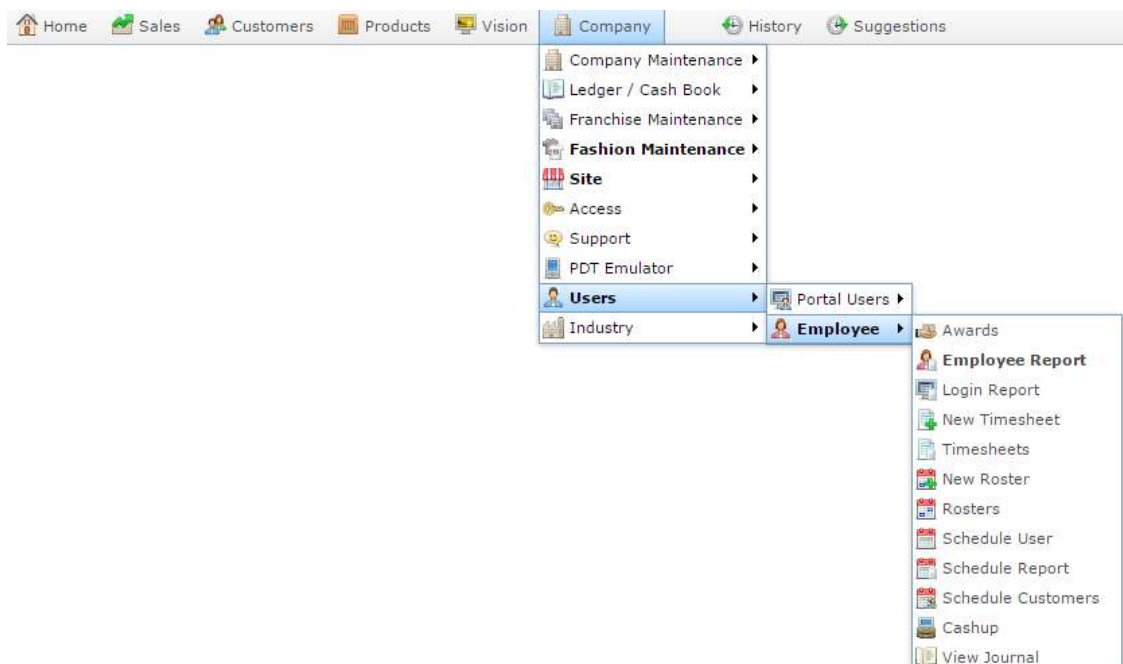 Home Sales Customers Products Vision Company History Suggestions
Company Maintenance
Ledger / Cash Book
Franchise Maintenance
Fashion Maintenance
Site
Access
Support
PDT Emulator
Users
Industry
Portal Users
Employee
Awards
Employee Report
Login Report
New Timesheet
Timesheets
New Roster
Rosters
Schedule User
Schedule Report
Schedule Customers
Cashup
View Journal